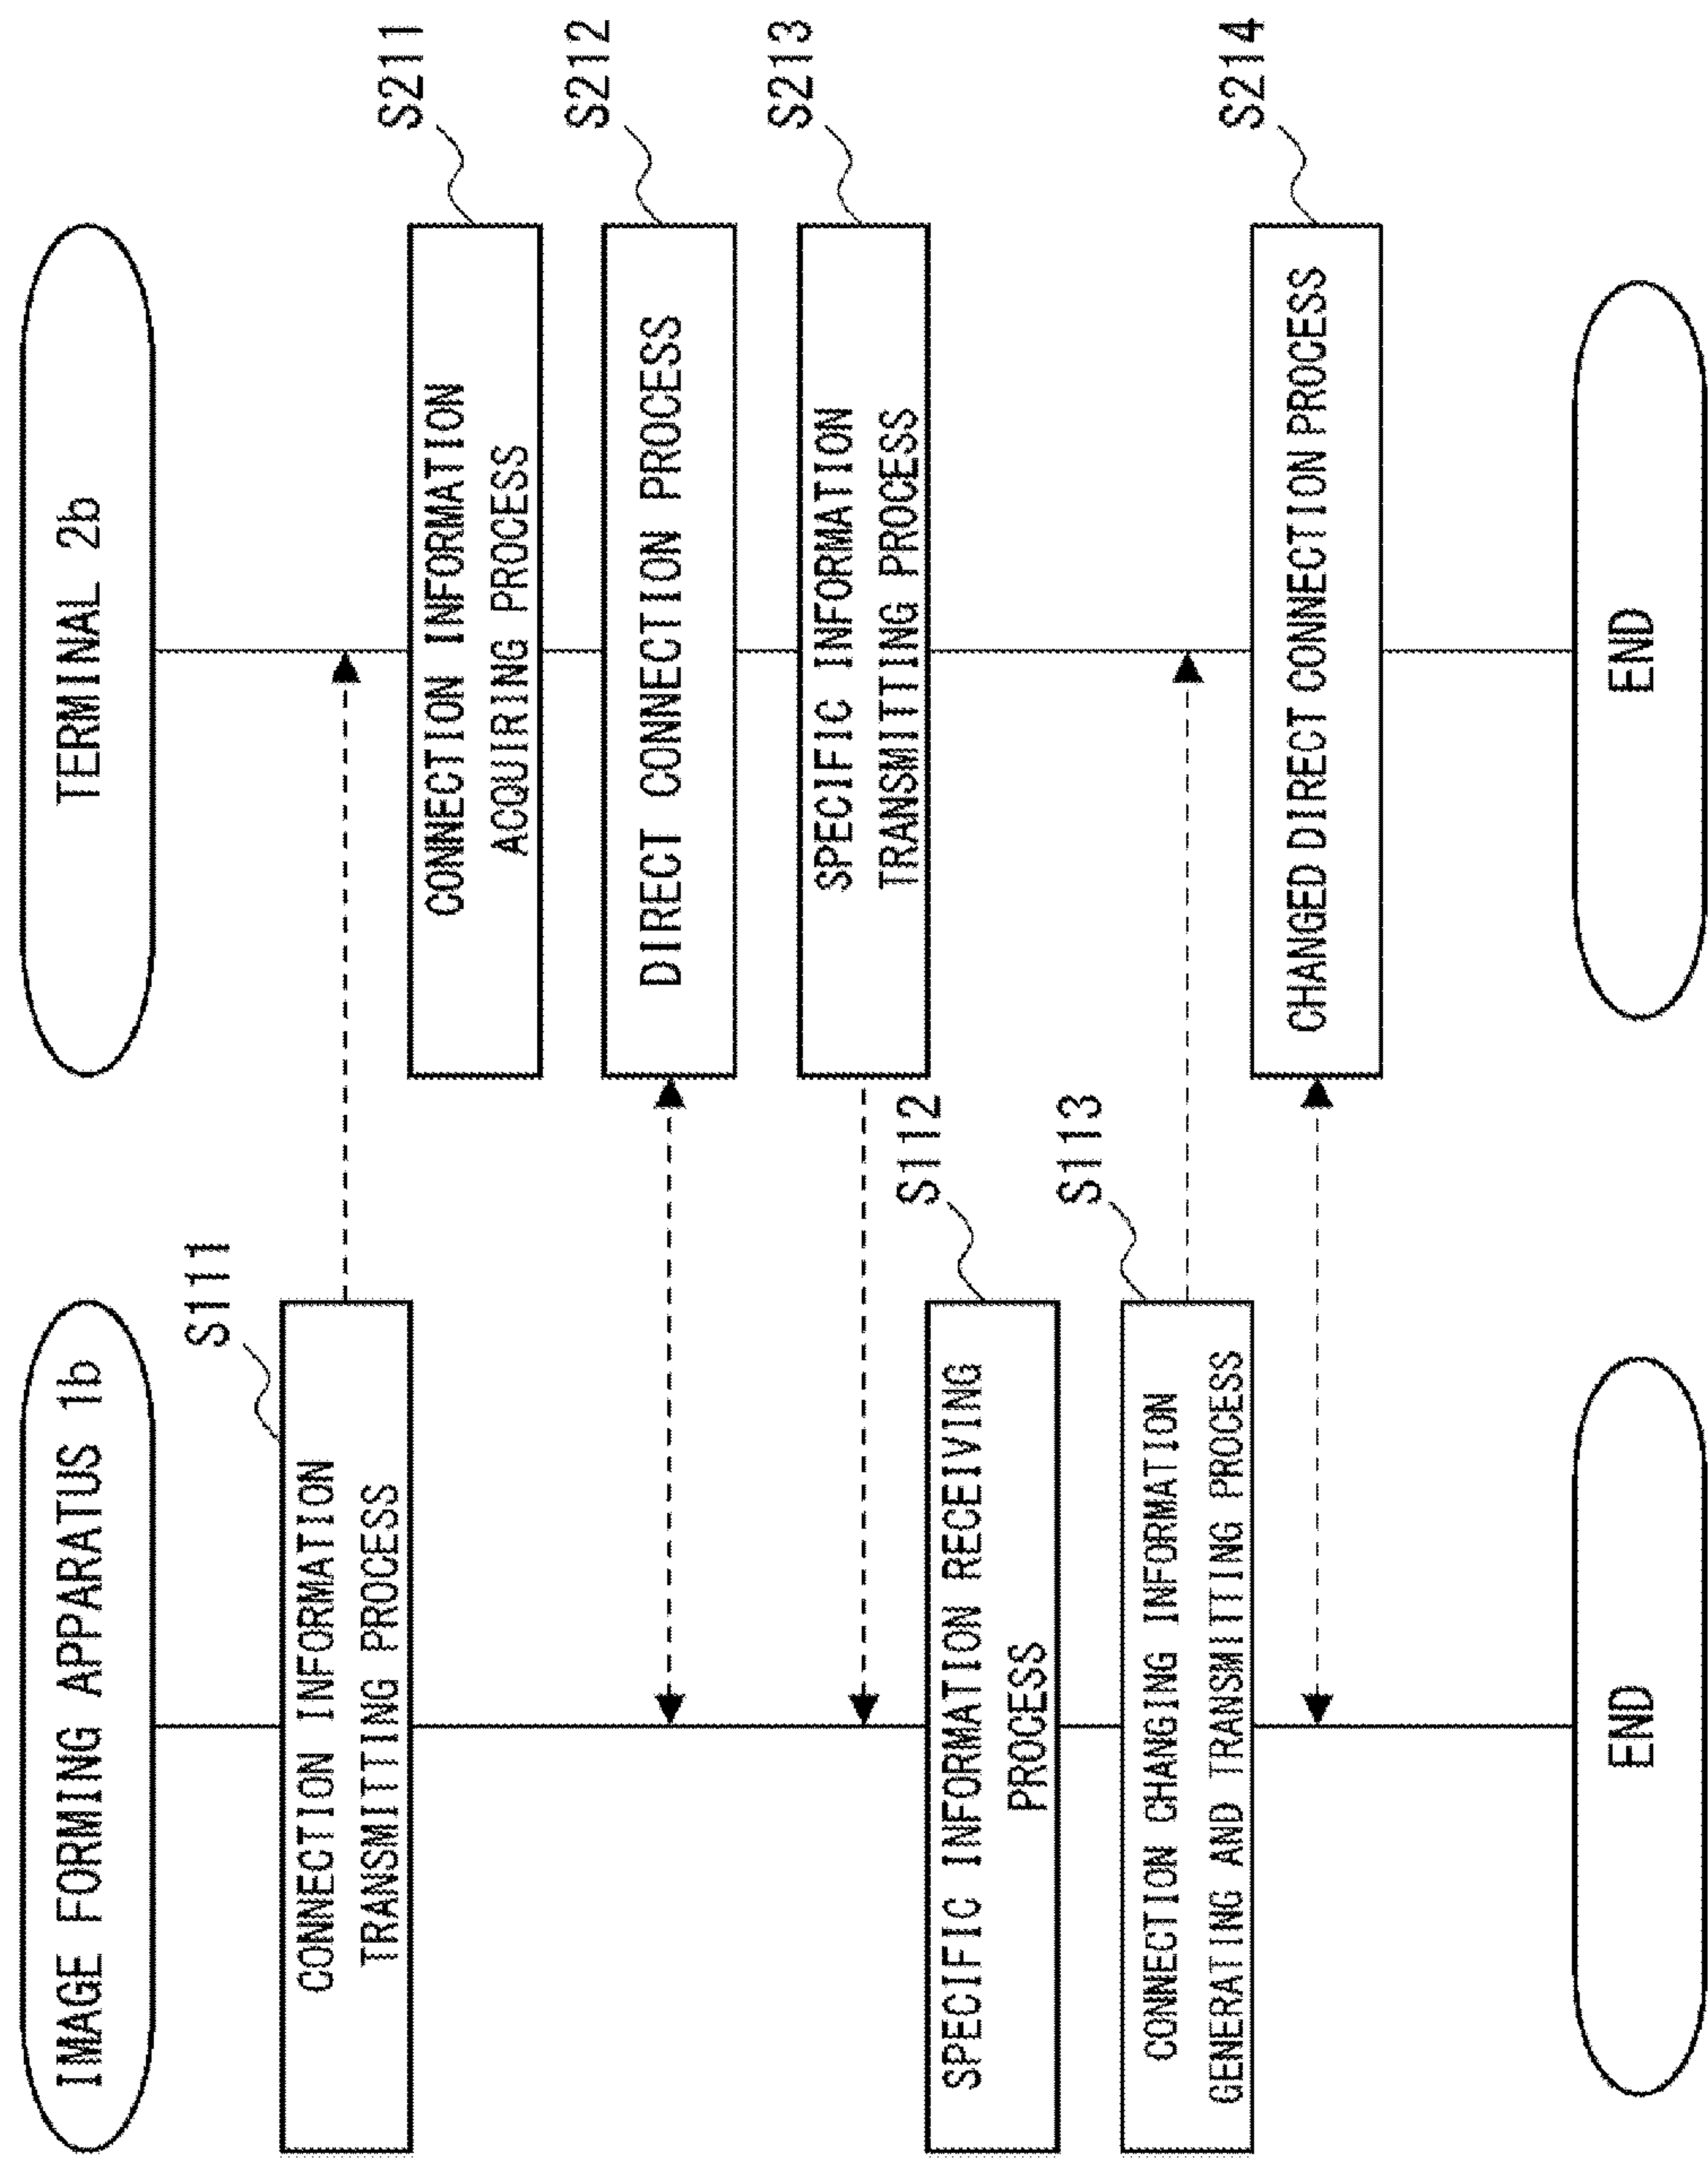 IMAGE FORMING APPARATUS 1b
S111
CONNECTION INFORMATION
TRANSMITTING PROCESS
S112
SPECIFIC INFORMATION RECEIVING
PROCESS
S113
CONNECTION CHANGING INFORMATION
GENERATING AND TRANSMITTING PROCESS
END
TERMINAL 2b
S211
CONNECTION INFORMATION
ACQUIRING PROCESS
S212
DIRECT CONNECTION PROCESS
S213
SPECIFIC INFORMATION
TRANSMITTING PROCESS
S214
CHANGED DIRECT CONNECTION PROCESS
END